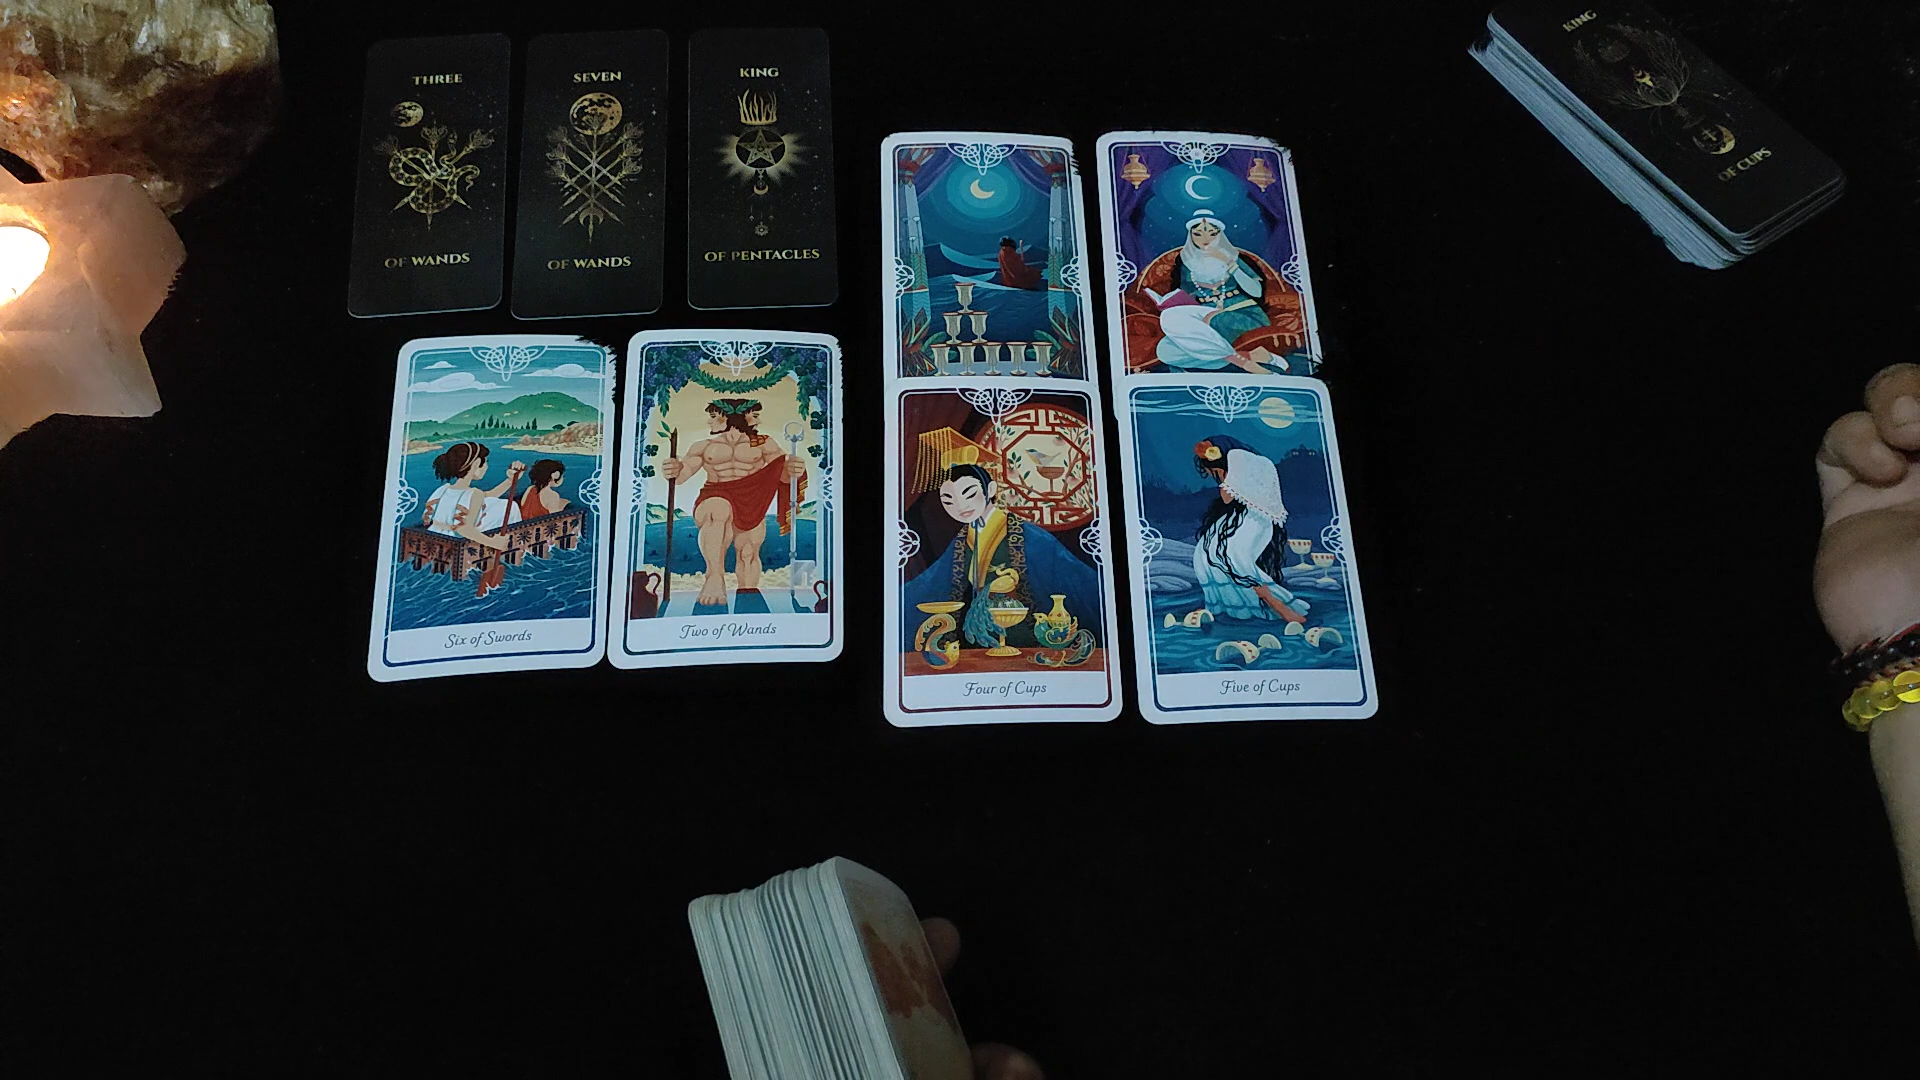 THREE
OF WANDS
SEVEN
OF WANDS
KING
OF PENTACLES
KING
OF CUPS
Six of Swords
Two of Wands
Four of Cups
Five of Cups